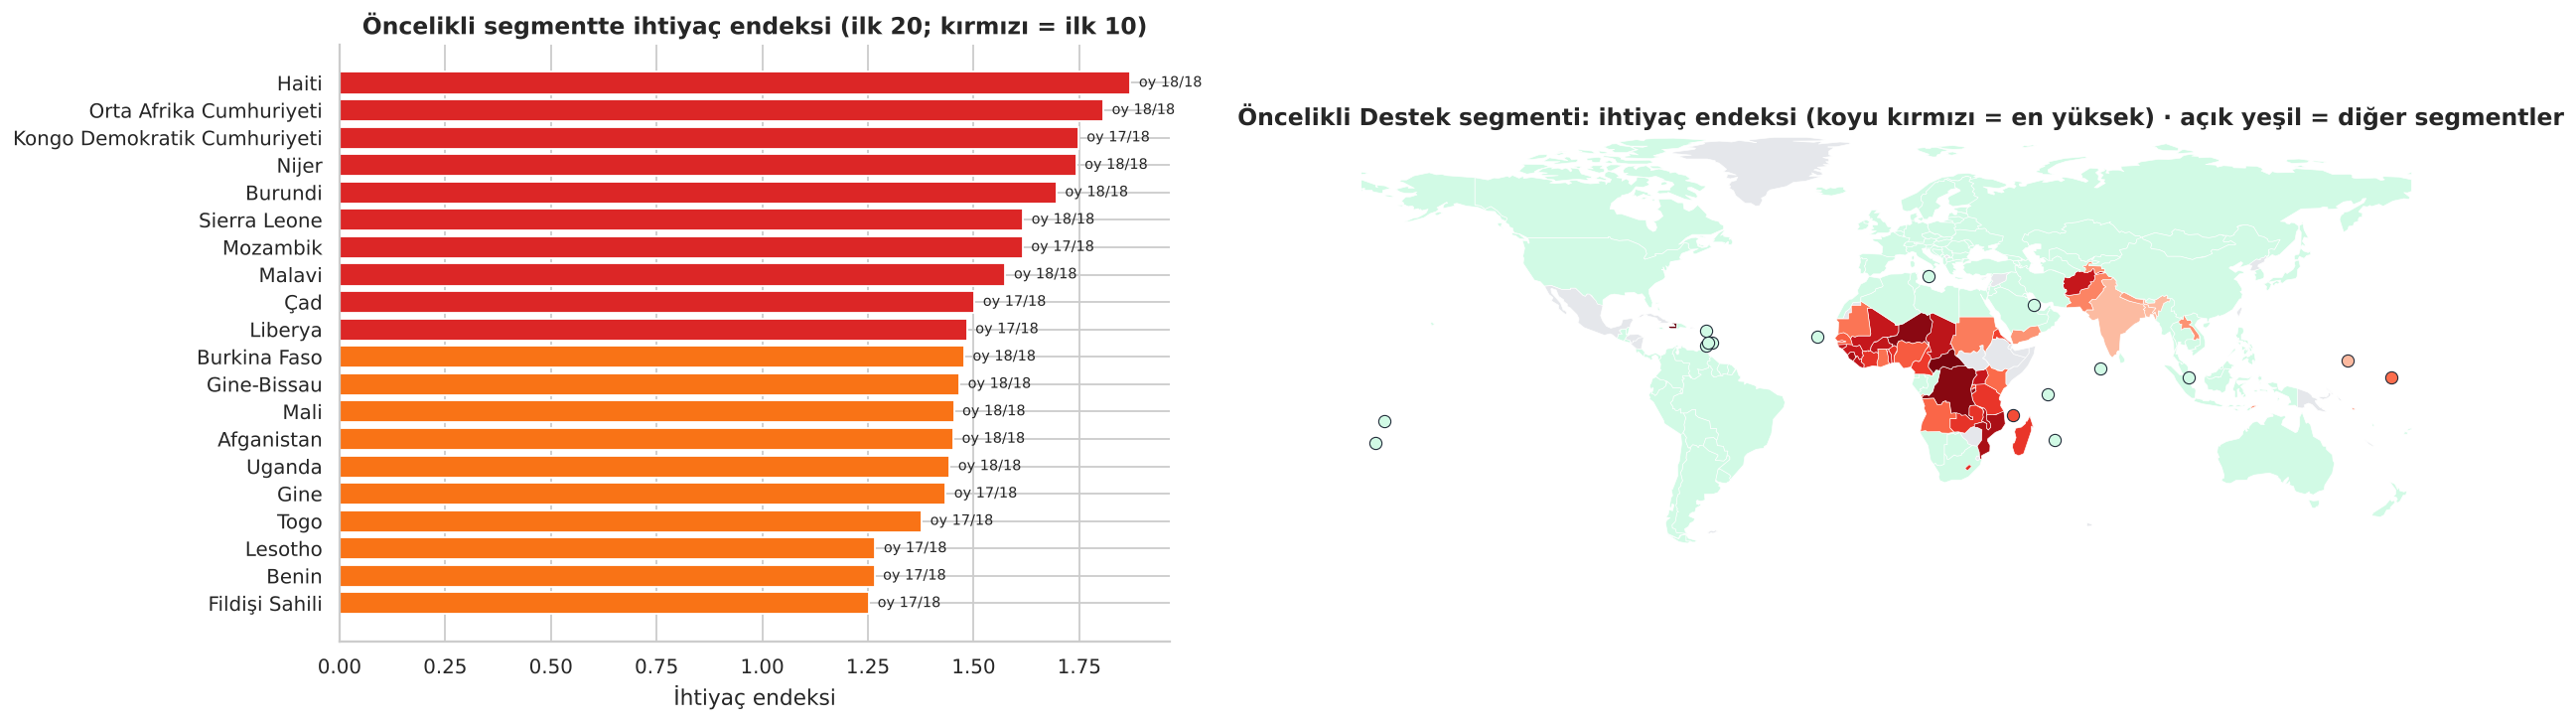 Öncelikli segmentte ihtiyaç endeksi (ilk 20; kırmızı = ilk 10)
Haiti oy 18/18
Orta Afrika Cumhuriyeti oy 18/18
Kongo Demokratik Cumhuriyeti oy 17/18
Nijer oy 18/18
Burundi oy 18/18
Sierra Leone oy 18/18
Mozambik oy 17/18
Malavi oy 18/18
Çad oy 17/18
Liberya oy 17/18
Burkina Faso oy 18/18
Gine-Bissau oy 18/18
Mali oy 18/18
Afganistan oy 18/18
Uganda oy 18/18
Gine oy 17/18
Togo oy 17/18
Lesotho oy 17/18
Benin oy 17/18
Fildişi Sahili oy 17/18
0.00 0.25 0.50 0.75 1.00 1.25 1.50 1.75
İhtiyaç endeksi
Öncelikli Destek segmenti: ihtiyaç endeksi (koyu kırmızı = en yüksek) · açık yeşil = diğer segmentler